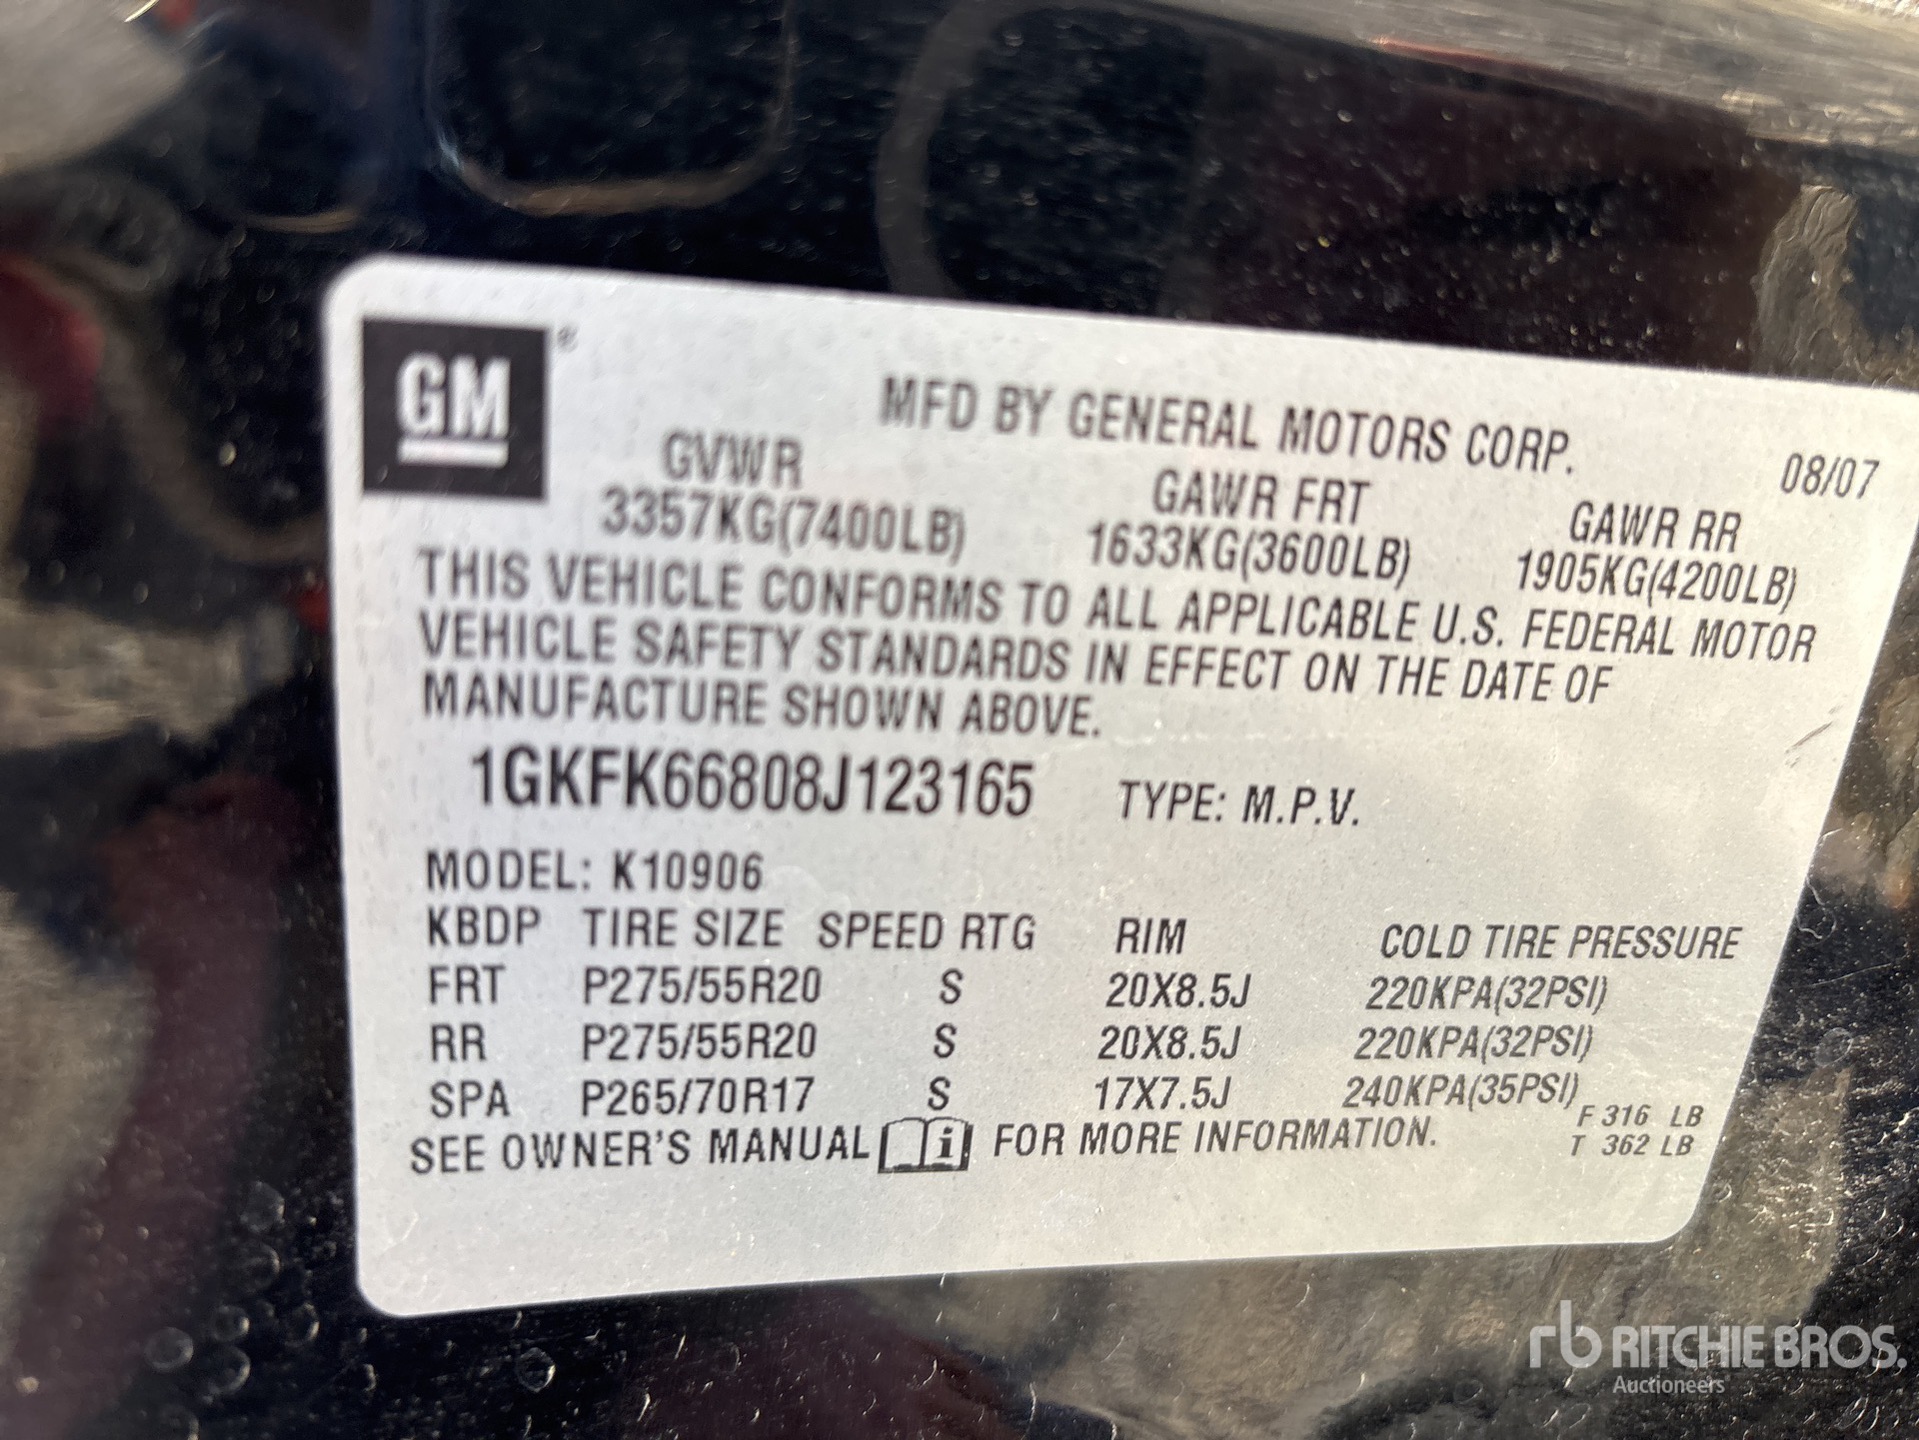 GM®
MFD BY GENERAL MOTORS CORP.
08/07
GVWR GAWR FRT GAWR RR
3357KG(7400LB) 1633KG(3600LB) 1905KG(4200LB)
THIS VEHICLE CONFORMS TO ALL APPLICABLE U.S. FEDERAL MOTOR
VEHICLE SAFETY STANDARDS IN EFFECT ON THE DATE OF
MANUFACTURE SHOWN ABOVE.
1GKFK66808J123165 TYPE: M.P.V.
MODEL: K10906
KBDP TIRE SIZE SPEED RTG RIM COLD TIRE PRESSURE
FRT P275/55R20 S 20X8.5J 220KPA(32PSI)
RR P275/55R20 S 20X8.5J 220KPA(32PSI)
SPA P265/70R17 S 17X7.5J 240KPA(35PSI)
SEE OWNER'S MANUAL i FOR MORE INFORMATION.
F 316 LB
T 362 LB
rb RITCHIE BROS.
Auctioneers